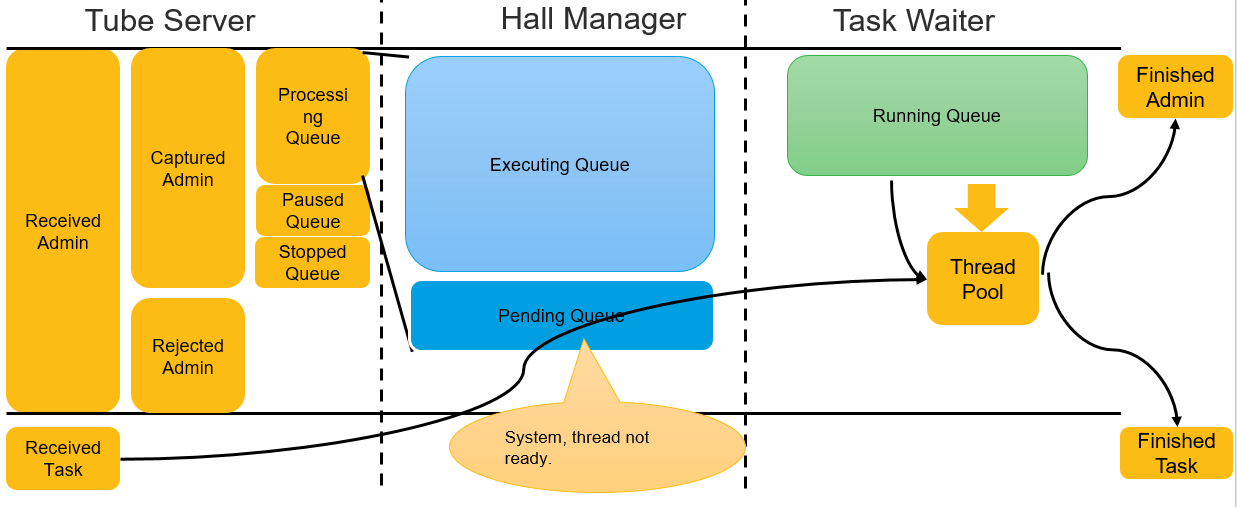 Tube Server
Hall Manager
Task Waiter
Received
Admin
Captured
Admin
Rejected
Admin
Processi
ng
Queue
Paused
Queue
Stopped
Queue
Executing Queue
Pending Queue
System, thread not
ready.
Running Queue
Thread
Pool
Finished
Admin
Received
Task
Finished
Task